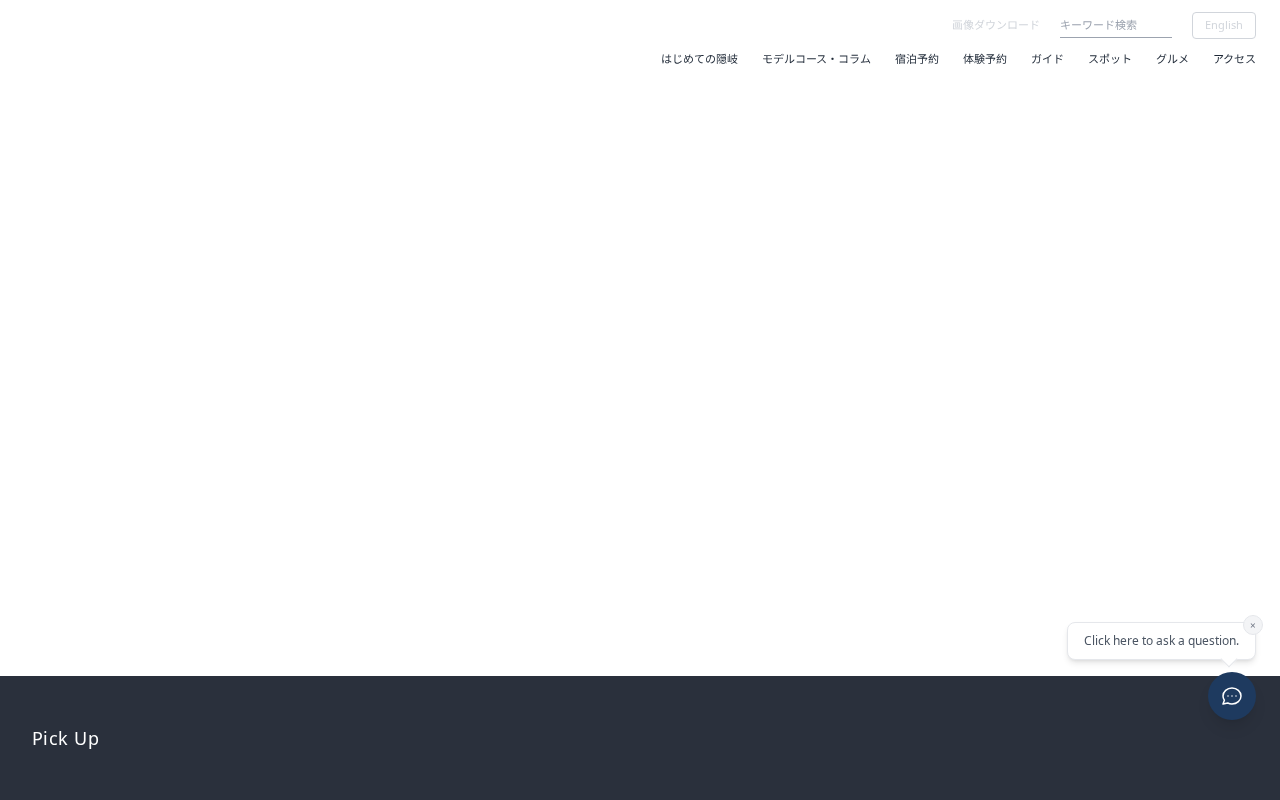 画像ダウンロード キーワード検索 English
はじめての隠岐 モデルコース・コラム 宿泊予約 体験予約 ガイド スポット グルメ アクセス
×
Click here to ask a question.
Pick Up